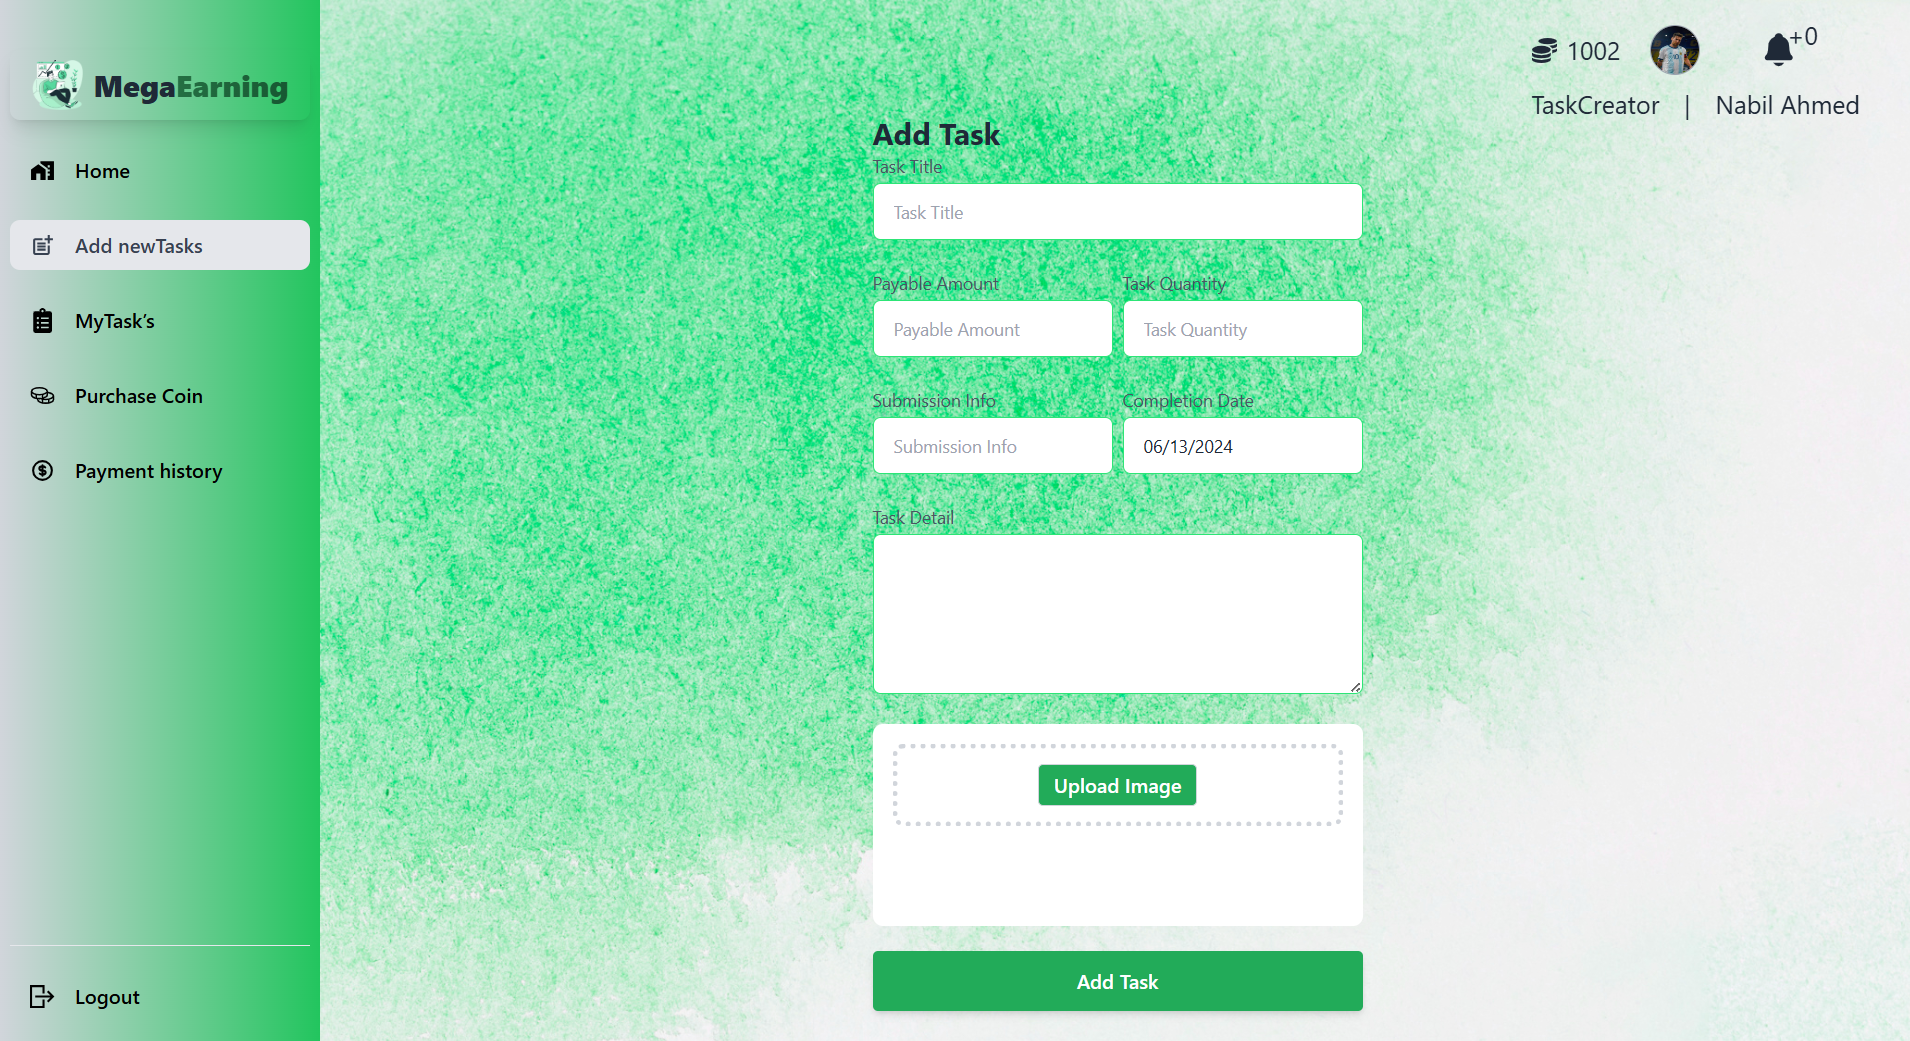 MegaEarning
Home
Add newTasks
MyTask's
Purchase Coin
Payment history
Logout
1002
+0
TaskCreator | Nabil Ahmed
Add Task
Task Title
Task Title
Payable Amount Task Quantity
Payable Amount Task Quantity
Submission Info Completion Date
Submission Info 06/13/2024
Task Detail
Upload Image
Add Task